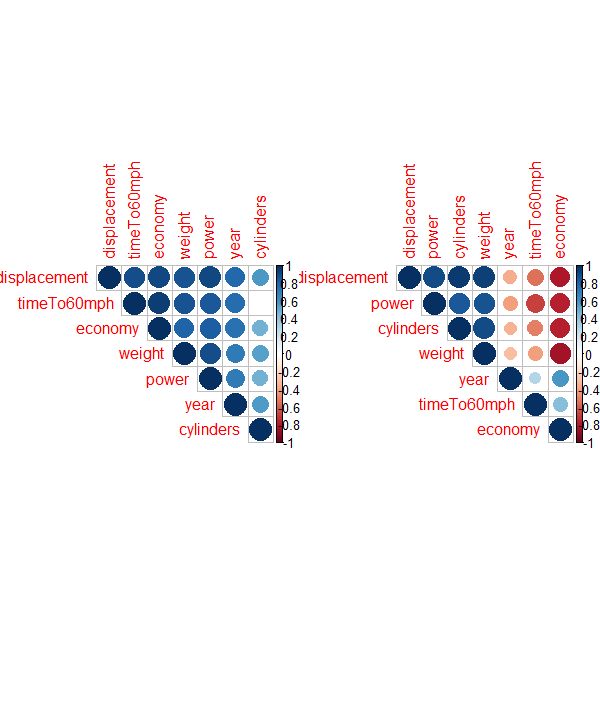 displacement
timeTo60mph
economy
weight
power
year
cylinders
displacement
timeTo60mph
economy
weight
power
year
cylinders
1
0.8
0.6
0.4
0.2
0
-0.2
-0.4
-0.6
-0.8
-1
displacement
power
cylinders
weight
year
timeTo60mph
economy
displacement
power
cylinders
weight
year
timeTo60mph
economy
1
0.8
0.6
0.4
0.2
0
-0.2
-0.4
-0.6
-0.8
-1